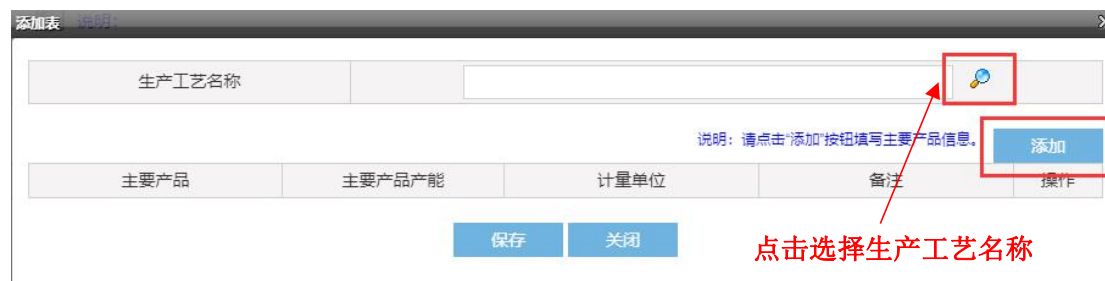 添加表 说明:
生产工艺名称
说明：请点击“添加”按钮填写主要产品信息。 添加
主要产品 主要产品产能 计量单位 备注 操作
保存 关闭
点击选择生产工艺名称